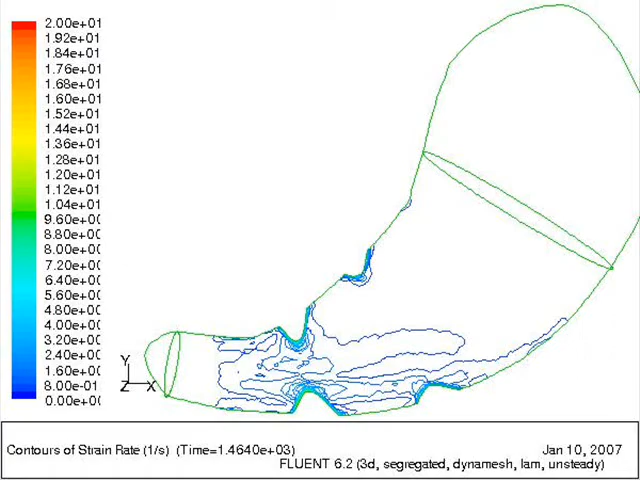 2.00e+01
1.92e+01
1.84e+01
1.76e+01
1.68e+01
1.60e+01
1.52e+01
1.44e+01
1.36e+01
1.28e+01
1.20e+01
1.12e+01
1.04e+01
9.60e+00
8.80e+00
8.00e+00
7.20e+00
6.40e+00
5.60e+00
4.80e+00
4.00e+00
3.20e+00
2.40e+00
1.60e+00
8.00e-01
0.00e+00
Y
Z X
Contours of Strain Rate (1/s) (Time=1.4640e+03)
Jan 10, 2007
FLUENT 6.2 (3d, segregated, dynamesh, lam, unsteady)